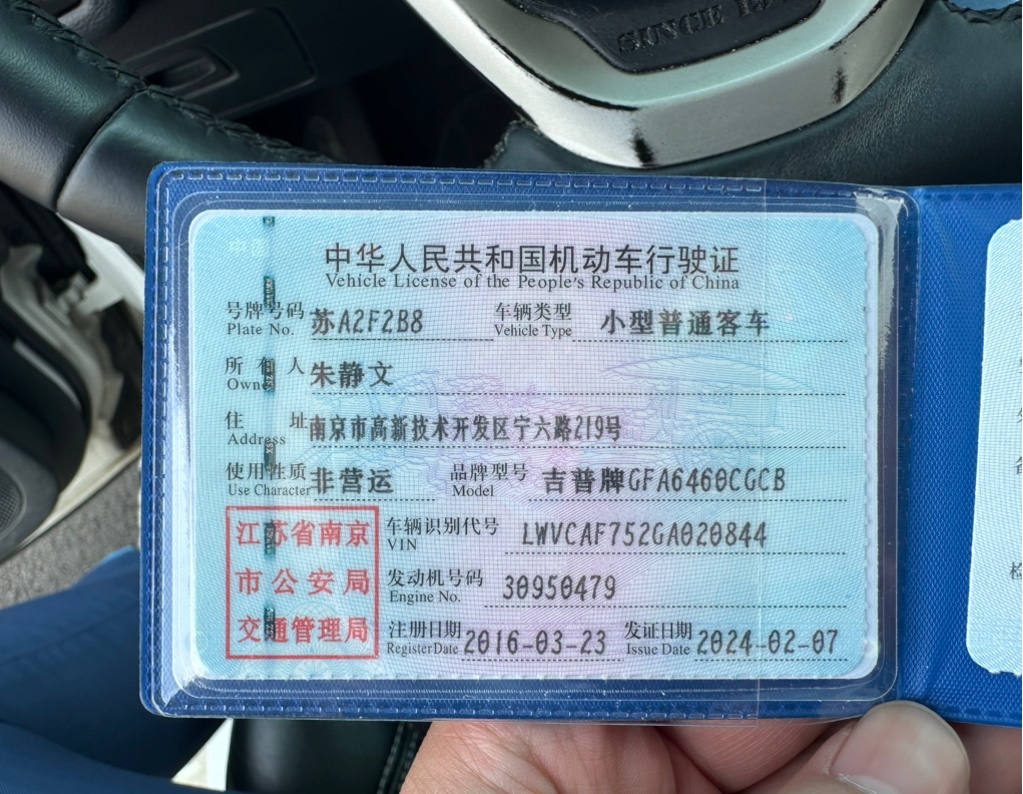 SINCE
中华人民共和国机动车行驶证
Vehicle License of the People's Republic of China
号牌号码 苏A2F2B8 车辆类型 小型普通客车
Plate No. Vehicle Type
所有人 朱静文
Owner
住址 南京市高新技术开发区宁六路219号
Address
使用性质 非营运 品牌型号 吉普牌GFA6460CGCB
Use Character Model
江苏省南京
市公安局
交通管理局
车辆识别代号 LWVCAF752GA020844
VIN
发动机号码 30950479
Engine No.
注册日期 2016-03-23 发证日期 2024-02-07
Register Date Issue Date
检